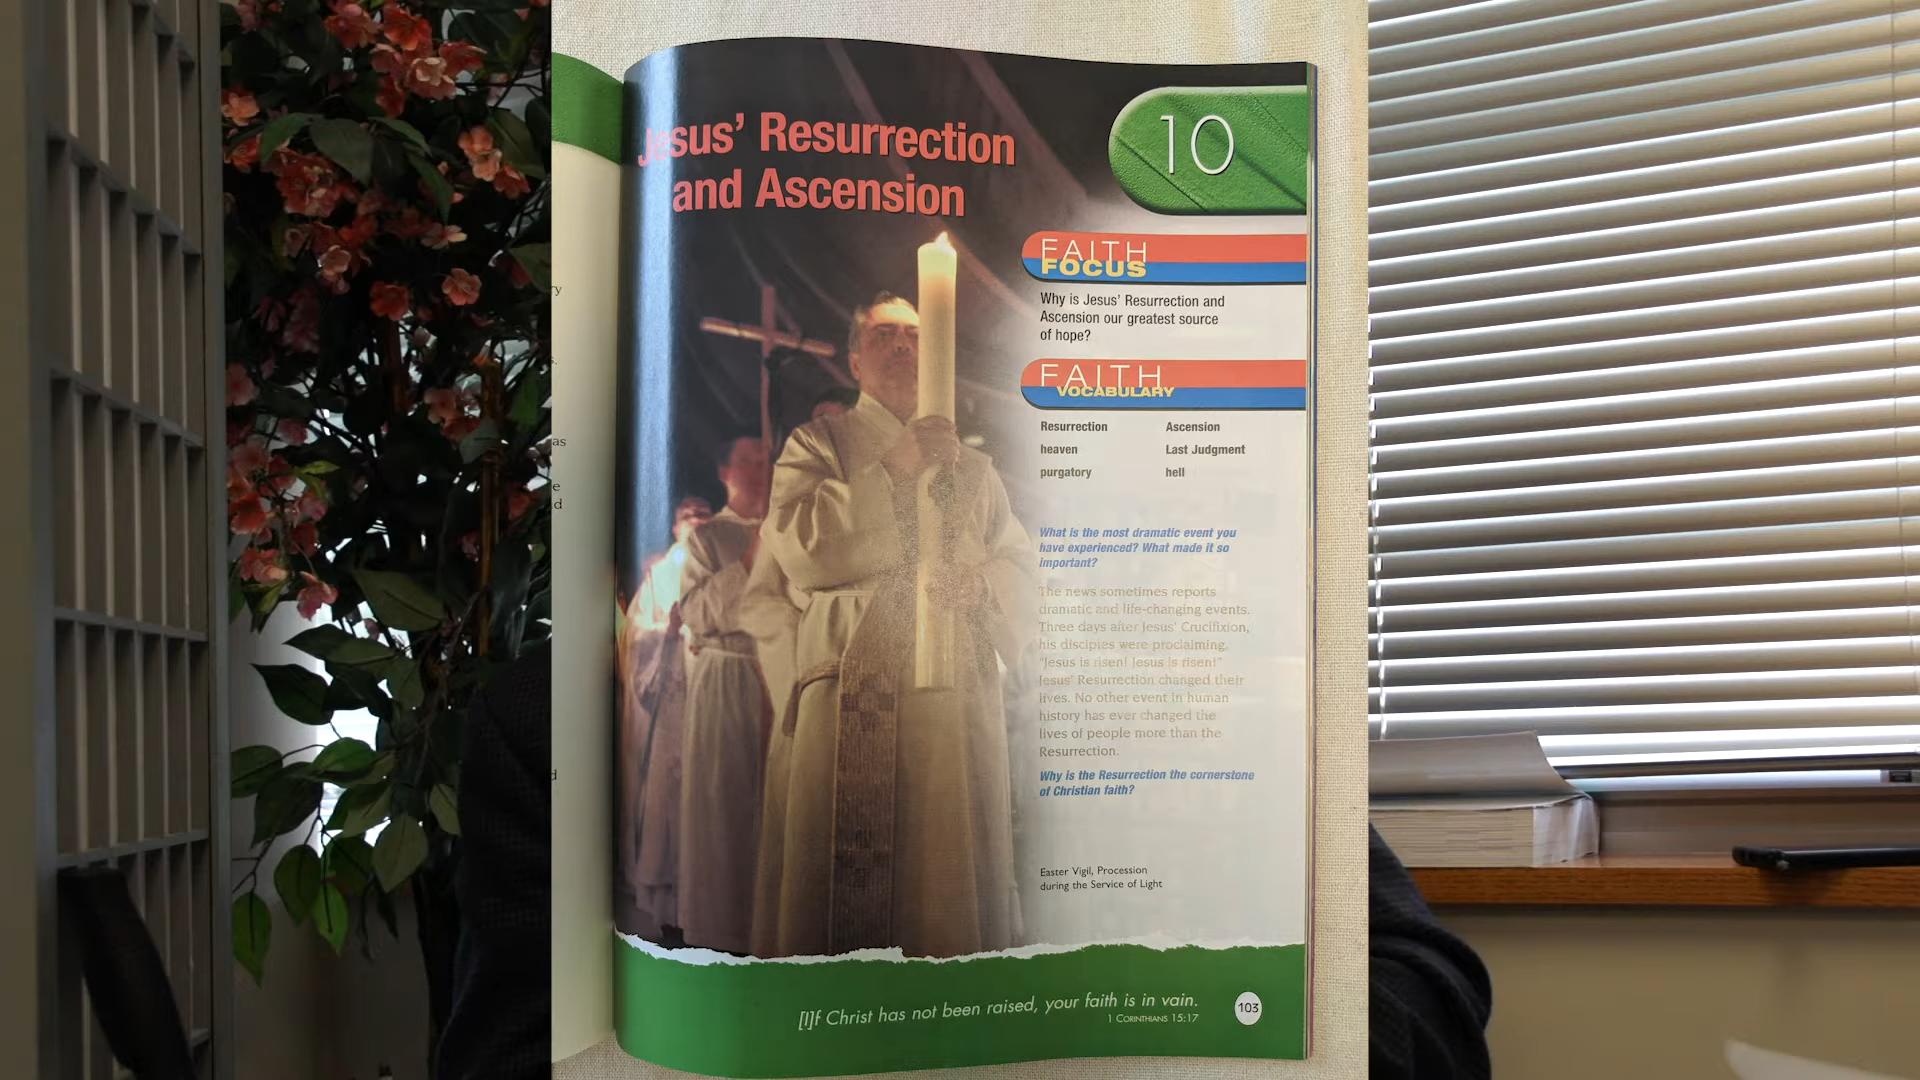 Jesus' Resurrection
and Ascension
10
FAITH
FOCUS
Why is Jesus' Resurrection and
Ascension our greatest source
of hope?
FAITH
VOCABULARY
Resurrection
Ascension
heaven
Last Judgment
purgatory
hell
What is the most dramatic event you
have experienced? What made it so
important?
The news sometimes reports
dramatic and life-changing events.
Three days after Jesus' Crucifixion,
his disciples were proclaiming,
"Jesus is risen! Jesus is risen!"
Jesus' Resurrection changed their
lives. No other event in human
history has ever changed the
lives of people more than the
Resurrection.
Why is the Resurrection the cornerstone
of Christian faith?
Easter Vigil, Procession
during the Service of Light
[I]f Christ has not been raised, your faith is in vain.
1 Corinthians 15:17
103